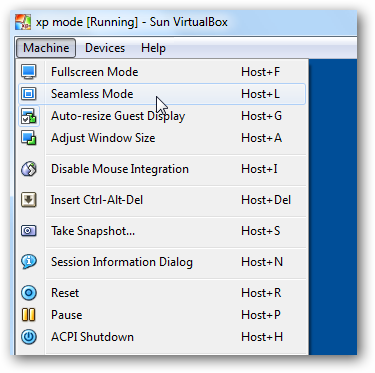 xp mode [Running] - Sun VirtualBox
Machine Devices Help
Fullscreen Mode Host+F
Seamless Mode Host+L
Auto-resize Guest Display Host+G
Adjust Window Size Host+A
Disable Mouse Integration Host+I
Insert Ctrl-Alt-Del Host+Del
Take Snapshot... Host+S
Session Information Dialog Host+N
Reset Host+R
Pause Host+P
ACPI Shutdown Host+H